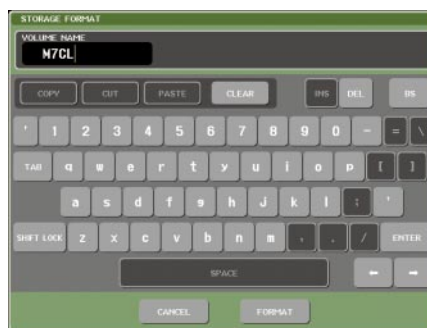 STORAGE FORMAT
VOLUME NAME
M7CL
COPY CUT PASTE CLEAR INS DEL BS
' 1 2 3 4 5 6 7 8 9 0 - = \
TAB q w e r t y u i o p [ ]
a s d f g h j k l ; '
SHIFT LOCK z x c v b n m , . / ENTER
SPACE ← →
CANCEL FORMAT